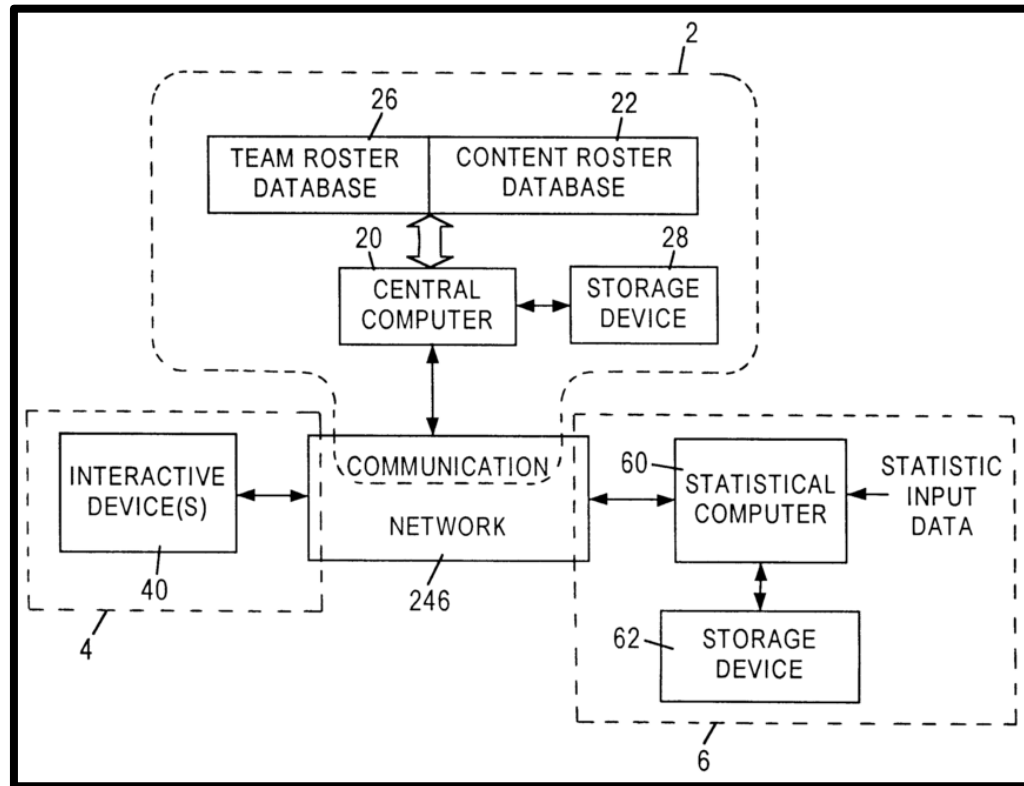 2
26
22
TEAM ROSTER
DATABASE
CONTENT ROSTER
DATABASE
20
28
CENTRAL
COMPUTER
STORAGE
DEVICE
INTERACTIVE
DEVICE(S)
40
4
COMMUNICATION
NETWORK
246
60
STATISTICAL
COMPUTER
STATISTIC
INPUT
DATA
62
STORAGE
DEVICE
6